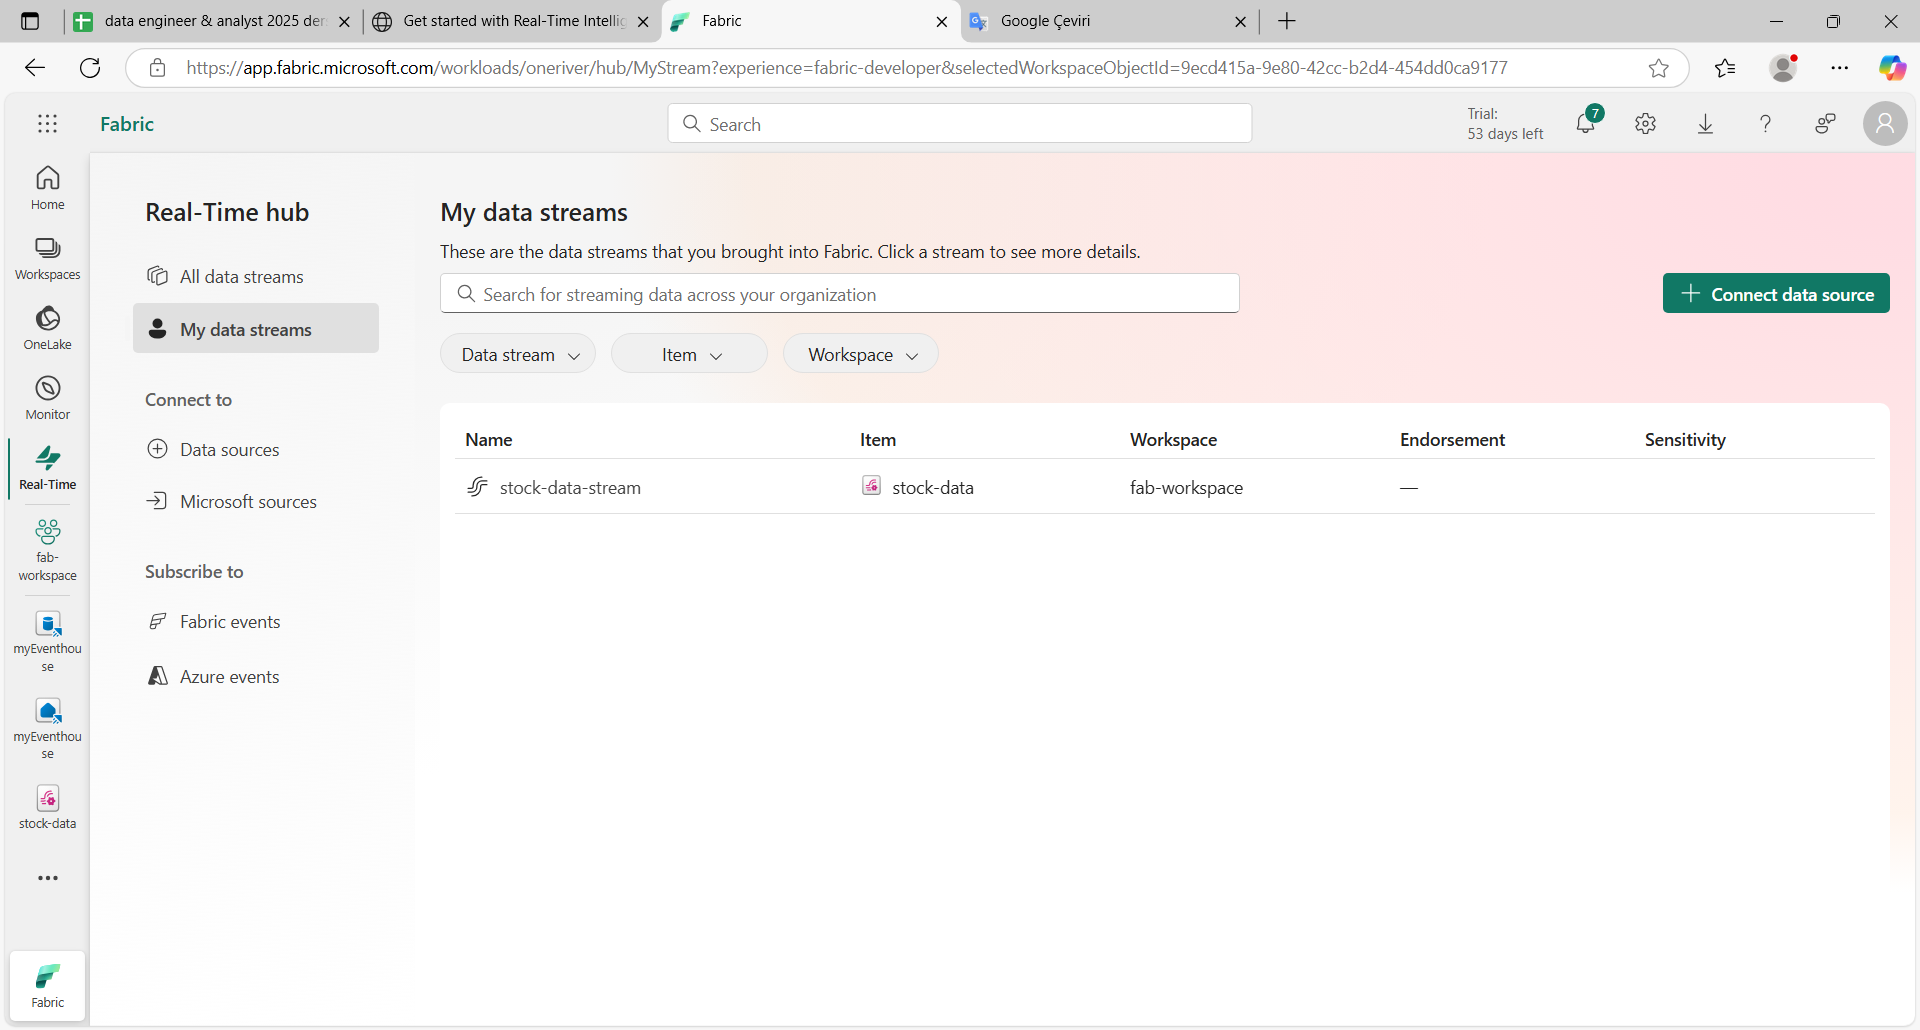 data engineer & analyst 2025 der
Get started with Real-Time Intellig
Fabric
Google Çeviri
https://app.fabric.microsoft.com/workloads/oneriver/hub/MyStream?experience=fabric-developer&selectedWorkspaceObjectId=9ecd415a-9e80-42cc-b2d4-454dd0ca9177
Fabric
Search
Trial:
53 days left
7
Home
Workspaces
OneLake
Monitor
Real-Time
fab-
workspace
myEventhou
se
myEventhou
se
stock-data
Fabric
Real-Time hub
All data streams
My data streams
Connect to
Data sources
Microsoft sources
Subscribe to
Fabric events
Azure events
My data streams
These are the data streams that you brought into Fabric. Click a stream to see more details.
Search for streaming data across your organization
Connect data source
Data stream Item Workspace
Name Item Workspace Endorsement Sensitivity
stock-data-stream stock-data fab-workspace —